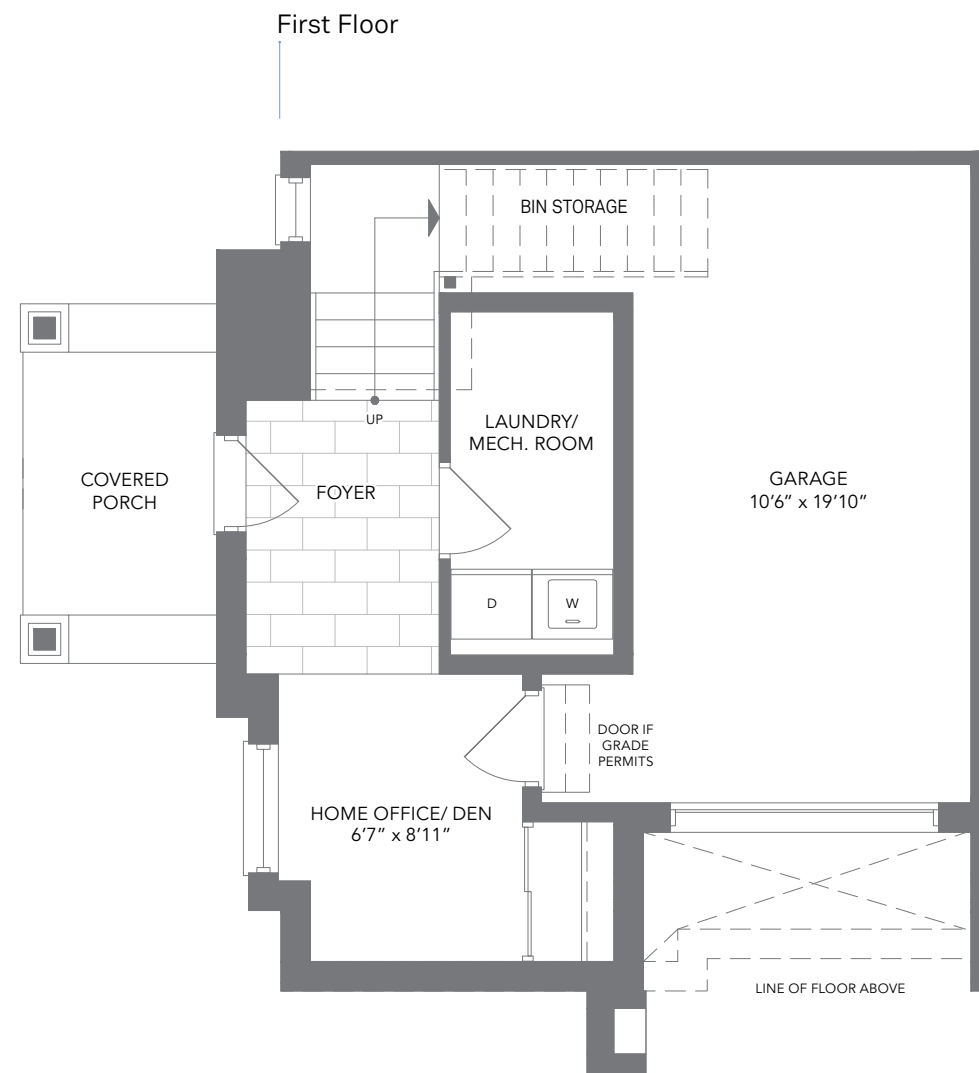 First Floor
BIN STORAGE
UP
LAUNDRY/
MECH. ROOM
COVERED
PORCH
FOYER
GARAGE
10’6” x 19’10”
D
W
DOOR IF
GRADE
PERMITS
HOME OFFICE/ DEN
6’7” x 8’11”
LINE OF FLOOR ABOVE